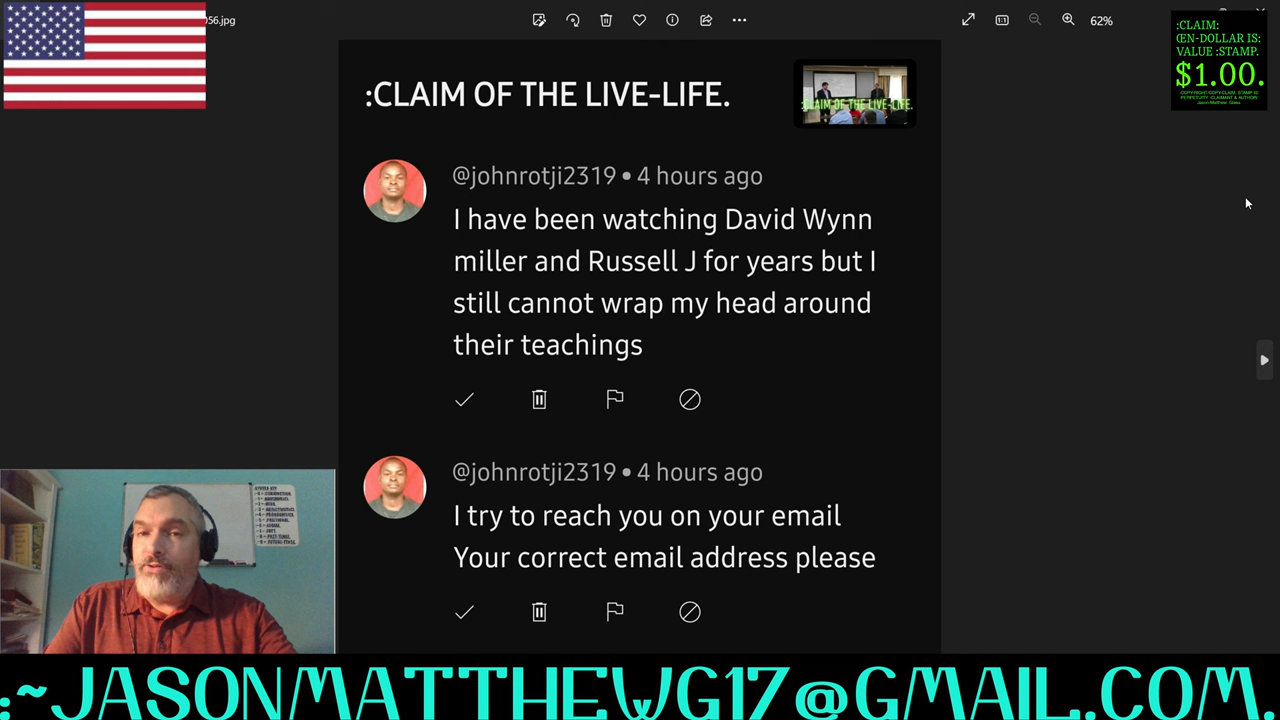 56.jpg
62%
:CLAIM:
ŒN-DOLLAR IS:
VALUE :STAMP.
$1.00.
Jason-Matthew: Glass
:CLAIM OF THE LIVE-LIFE.
:CLAIM OF THE LIVE-LIFE.
@johnrotji2319 • 4 hours ago
I have been watching David Wynn
miller and Russell J for years but I
still cannot wrap my head around
their teachings
@johnrotji2319 • 4 hours ago
I try to reach you on your email
Your correct email address please
:~JASONMATTHEWG17@GMAIL.COM.